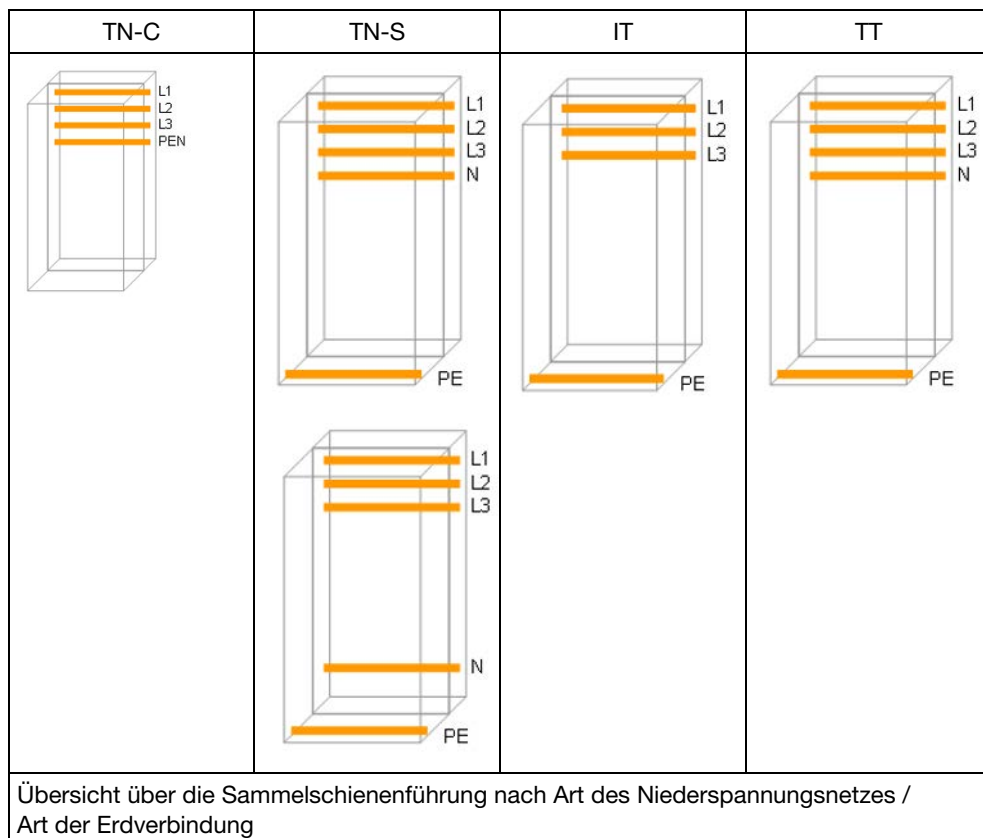 TN-C
TN-S
IT
TT
L1
L2
L3
PEN
L1
L2
L3
N
PE
L1
L2
L3
N
PE
L1
L2
L3
PE
L1
L2
L3
N
PE
Übersicht über die Sammelschienenführung nach Art des Niederspannungsnetzes /
Art der Erdverbindung